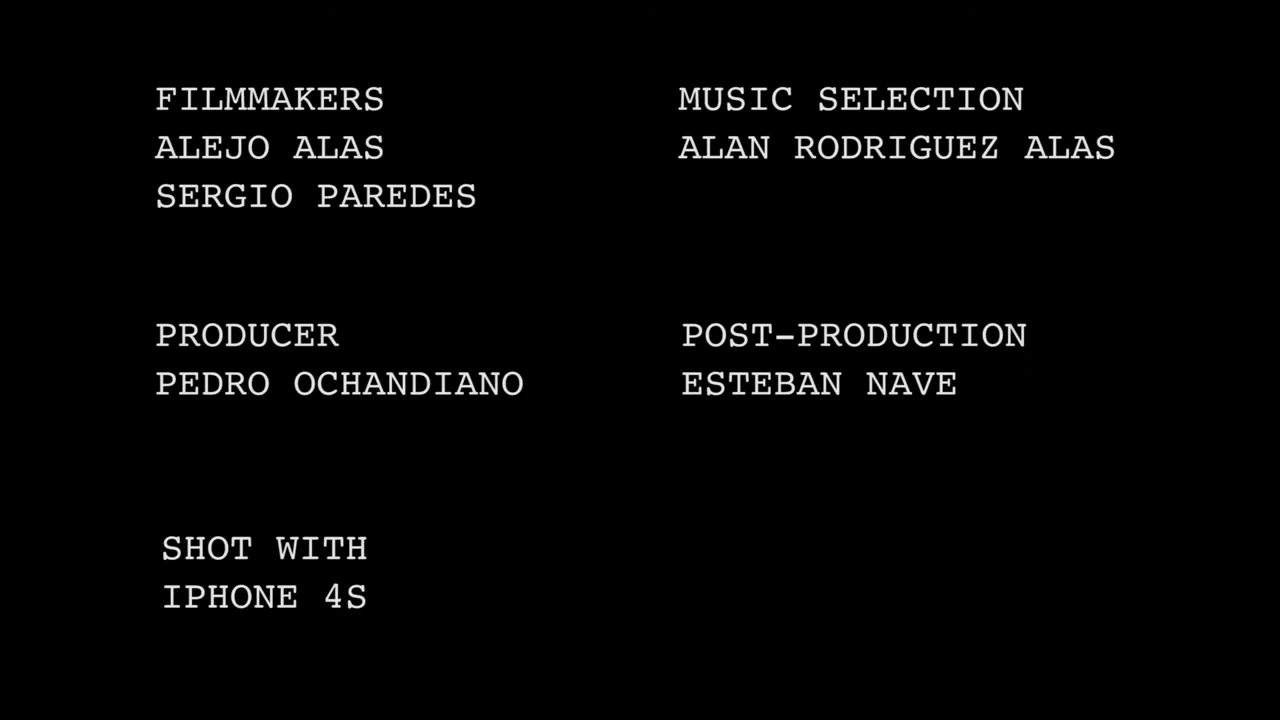 FILMMAKERS
ALEJO ALAS
SERGIO PAREDES
MUSIC SELECTION
ALAN RODRIGUEZ ALAS
PRODUCER
PEDRO OCHANDIANO
POST-PRODUCTION
ESTEBAN NAVE
SHOT WITH
IPHONE 4S